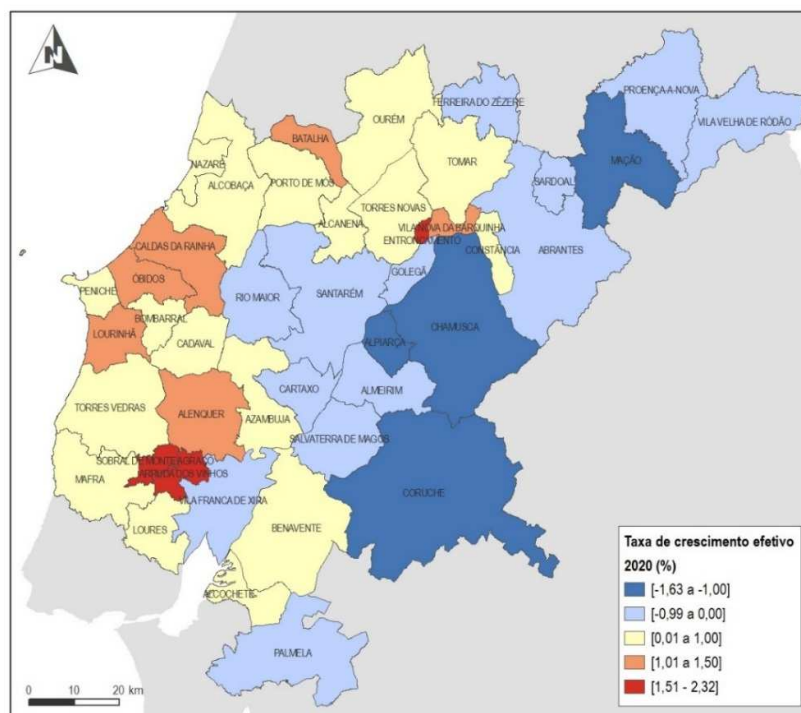 N
PROENÇA-A-NOVA
FERREIRA DO ZÊZERE
VILA VELHA DE RÓDÃO
OURÉM
BATALHA
MAÇÃO
NAZARÉ
TOMAR
ALCOBAÇA
PORTO DE MÓS
SARDOAL
TORRES NOVAS
ALCANENA
VILA NOVA DA BARQUINHA
ENTRONCAMENTO
CALDAS DA RAINHA
CONSTÂNCIA
ABRANTES
GOLEGÃ
ÓBIDOS
PENICHE
RIO MAIOR
SANTARÉM
BOMBARRAL
CHAMUSCA
LOURINHÃ
CADAVAL
ALPIARÇA
CARTAXO
ALMEIRIM
TORRES VEDRAS
ALENQUER
AZAMBUJA
SALVATERRA DE MAGOS
SOBRAL DE MONTE AGRAÇO
ARRUDA DOS VINHOS
MAFRA
CORUCHE
VILA FRANCA DE XIRA
LOURES
BENAVENTE
ALCOCHETE
PALMELA
Taxa de crescimento efetivo
2020 (%)
[-1,63 a -1,00]
[-0,99 a 0,00]
[0,01 a 1,00]
[1,01 a 1,50]
[1,51 - 2,32]
0 10 20 km